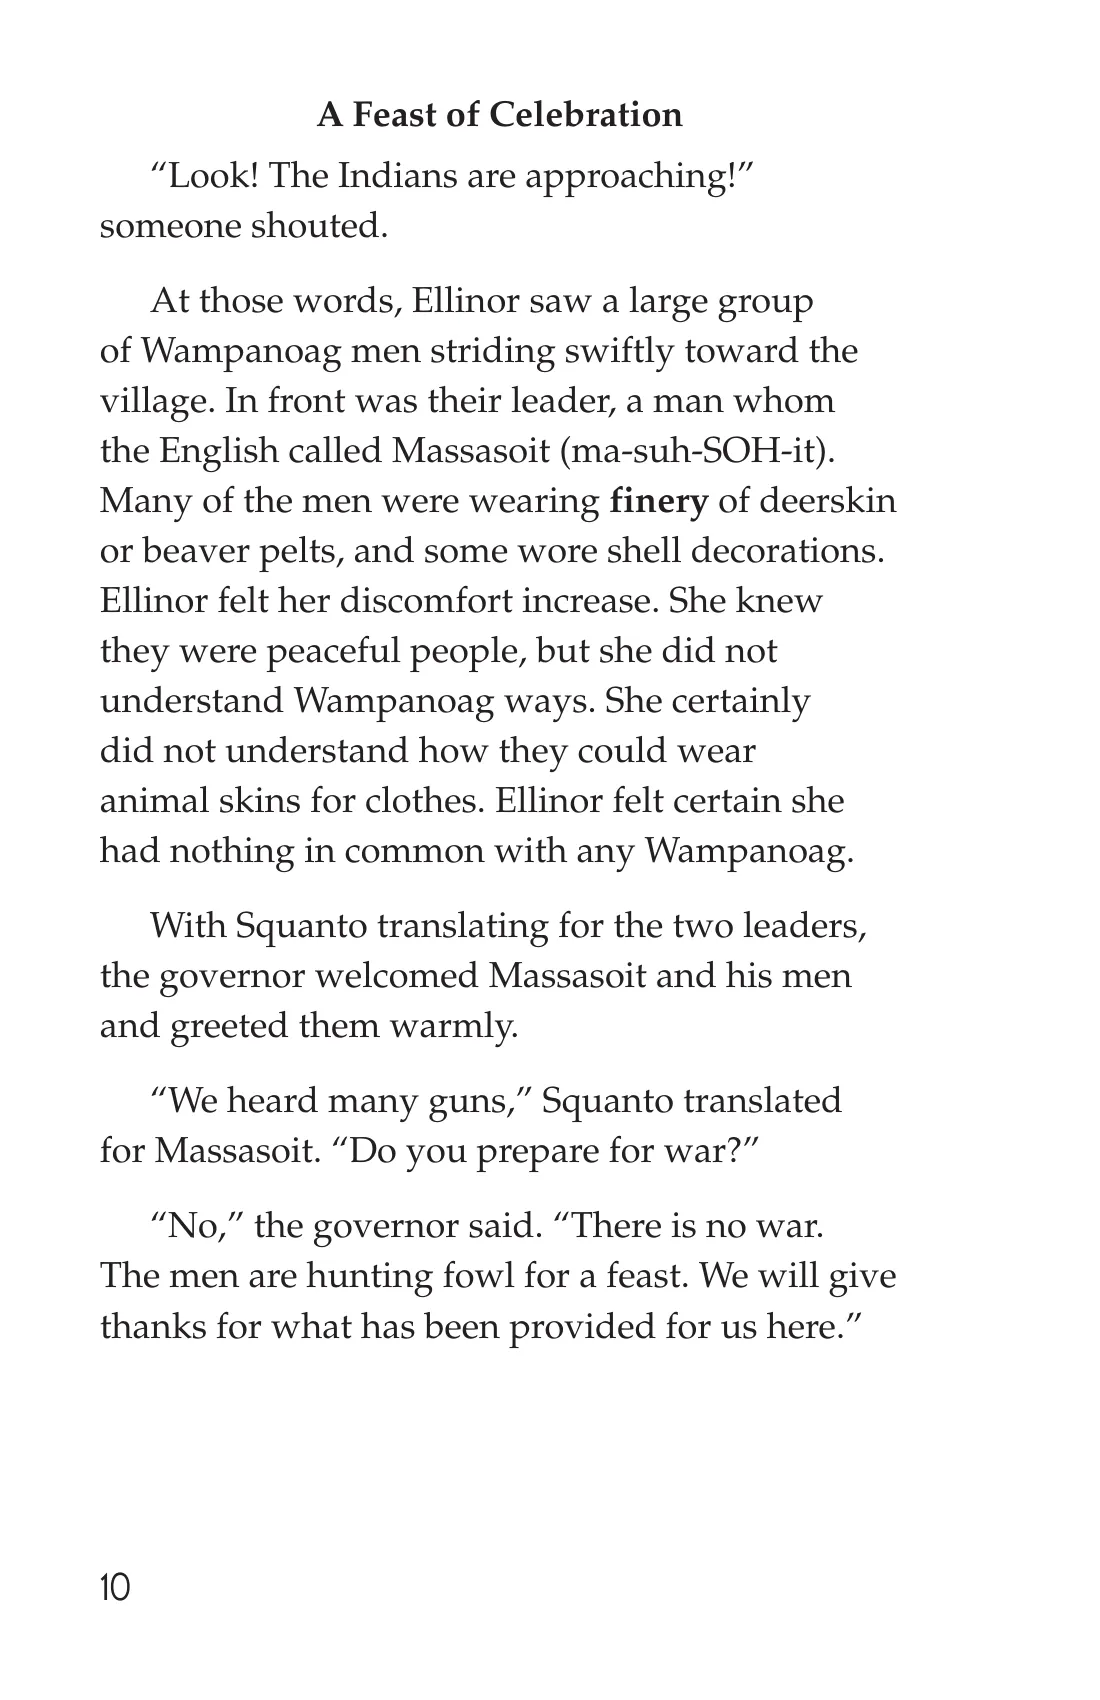 A Feast of Celebration
“Look! The Indians are approaching!”
someone shouted.
At those words, Ellinor saw a large group
of Wampanoag men striding swiftly toward the
village. In front was their leader, a man whom
the English called Massasoit (ma-suh-SOH-it).
Many of the men were wearing finery of deerskin
or beaver pelts, and some wore shell decorations.
Ellinor felt her discomfort increase. She knew
they were peaceful people, but she did not
understand Wampanoag ways. She certainly
did not understand how they could wear
animal skins for clothes. Ellinor felt certain she
had nothing in common with any Wampanoag.
With Squanto translating for the two leaders,
the governor welcomed Massasoit and his men
and greeted them warmly.
“We heard many guns,” Squanto translated
for Massasoit. “Do you prepare for war?”
“No,” the governor said. “There is no war.
The men are hunting fowl for a feast. We will give
thanks for what has been provided for us here.”
10